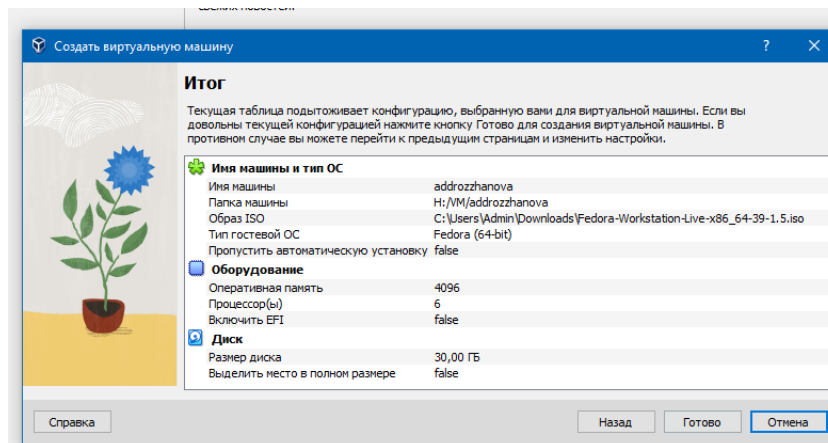 свежих новостей.
Создать виртуальную машину ? ×
Итог
Текущая таблица подытоживает конфигурацию, выбранную вами для виртуальной машины. Если вы
довольны текущей конфигурацией нажмите кнопку Готово для создания виртуальной машины. В
противном случае вы можете перейти к предыдущим страницам и изменить настройки.
Имя машины и тип ОС
Имя машины addrozzhanova
Папка машины H:/VM/addrozzhanova
Образ ISO C:\Users\Admin\Downloads\Fedora-Workstation-Live-x86_64-39-1.5.iso
Тип гостевой ОС Fedora (64-bit)
Пропустить автоматическую установку false
Оборудование
Оперативная память 4096
Процессор(ы) 6
Включить EFI false
Диск
Размер диска 30,00 ГБ
Выделить место в полном размере false
Справка Назад Готово Отмена